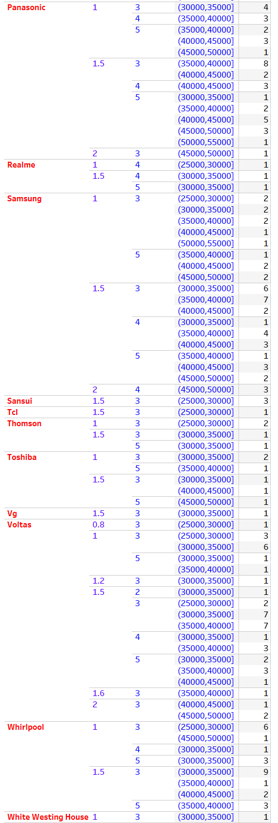 Panasonic 1 3 (30000,35000] 4
4 (35000,40000] 3
5 (35000,40000] 2
(40000,45000] 3
(45000,50000] 1
1.5 3 (35000,40000] 8
(40000,45000] 2
4 (40000,45000] 3
5 (30000,35000] 1
(35000,40000] 2
(40000,45000] 5
(45000,50000] 3
(50000,55000] 1
2 3 (45000,50000] 1
Realme 1 4 (25000,30000] 1
1.5 4 (30000,35000] 1
5 (30000,35000] 1
Samsung 1 3 (25000,30000] 2
(30000,35000] 2
(35000,40000] 2
(40000,45000] 1
(50000,55000] 1
5 (35000,40000] 1
(40000,45000] 2
(45000,50000] 2
1.5 3 (30000,35000] 6
(35000,40000] 7
(40000,45000] 2
4 (30000,35000] 1
(35000,40000] 4
(40000,45000] 3
5 (35000,40000] 1
(40000,45000] 3
(45000,50000] 2
2 4 (45000,50000] 3
Sansui 1.5 3 (25000,30000] 3
Tcl 1.5 3 (25000,30000] 1
Thomson 1 3 (25000,30000] 2
1.5 3 (30000,35000] 1
5 (30000,35000] 1
Toshiba 1 3 (30000,35000] 2
5 (35000,40000] 1
1.5 3 (30000,35000] 1
(40000,45000] 1
5 (45000,50000] 1
Vg 1.5 3 (30000,35000] 1
Voltas 0.8 3 (25000,30000] 1
1 3 (25000,30000] 3
(30000,35000] 6
5 (30000,35000] 1
(35000,40000] 1
1.2 3 (30000,35000] 1
1.5 2 (30000,35000] 1
3 (25000,30000] 2
(30000,35000] 7
(35000,40000] 7
4 (30000,35000] 1
(35000,40000] 3
5 (30000,35000] 2
(35000,40000] 3
(40000,45000] 1
1.6 3 (35000,40000] 1
2 3 (40000,45000] 1
(45000,50000] 2
Whirlpool 1 3 (25000,30000] 6
(45000,50000] 1
4 (30000,35000] 1
5 (30000,35000] 3
1.5 3 (30000,35000] 9
(35000,40000] 1
(40000,45000] 2
5 (35000,40000] 3
White Westing House 1 3 (30000,35000] 1